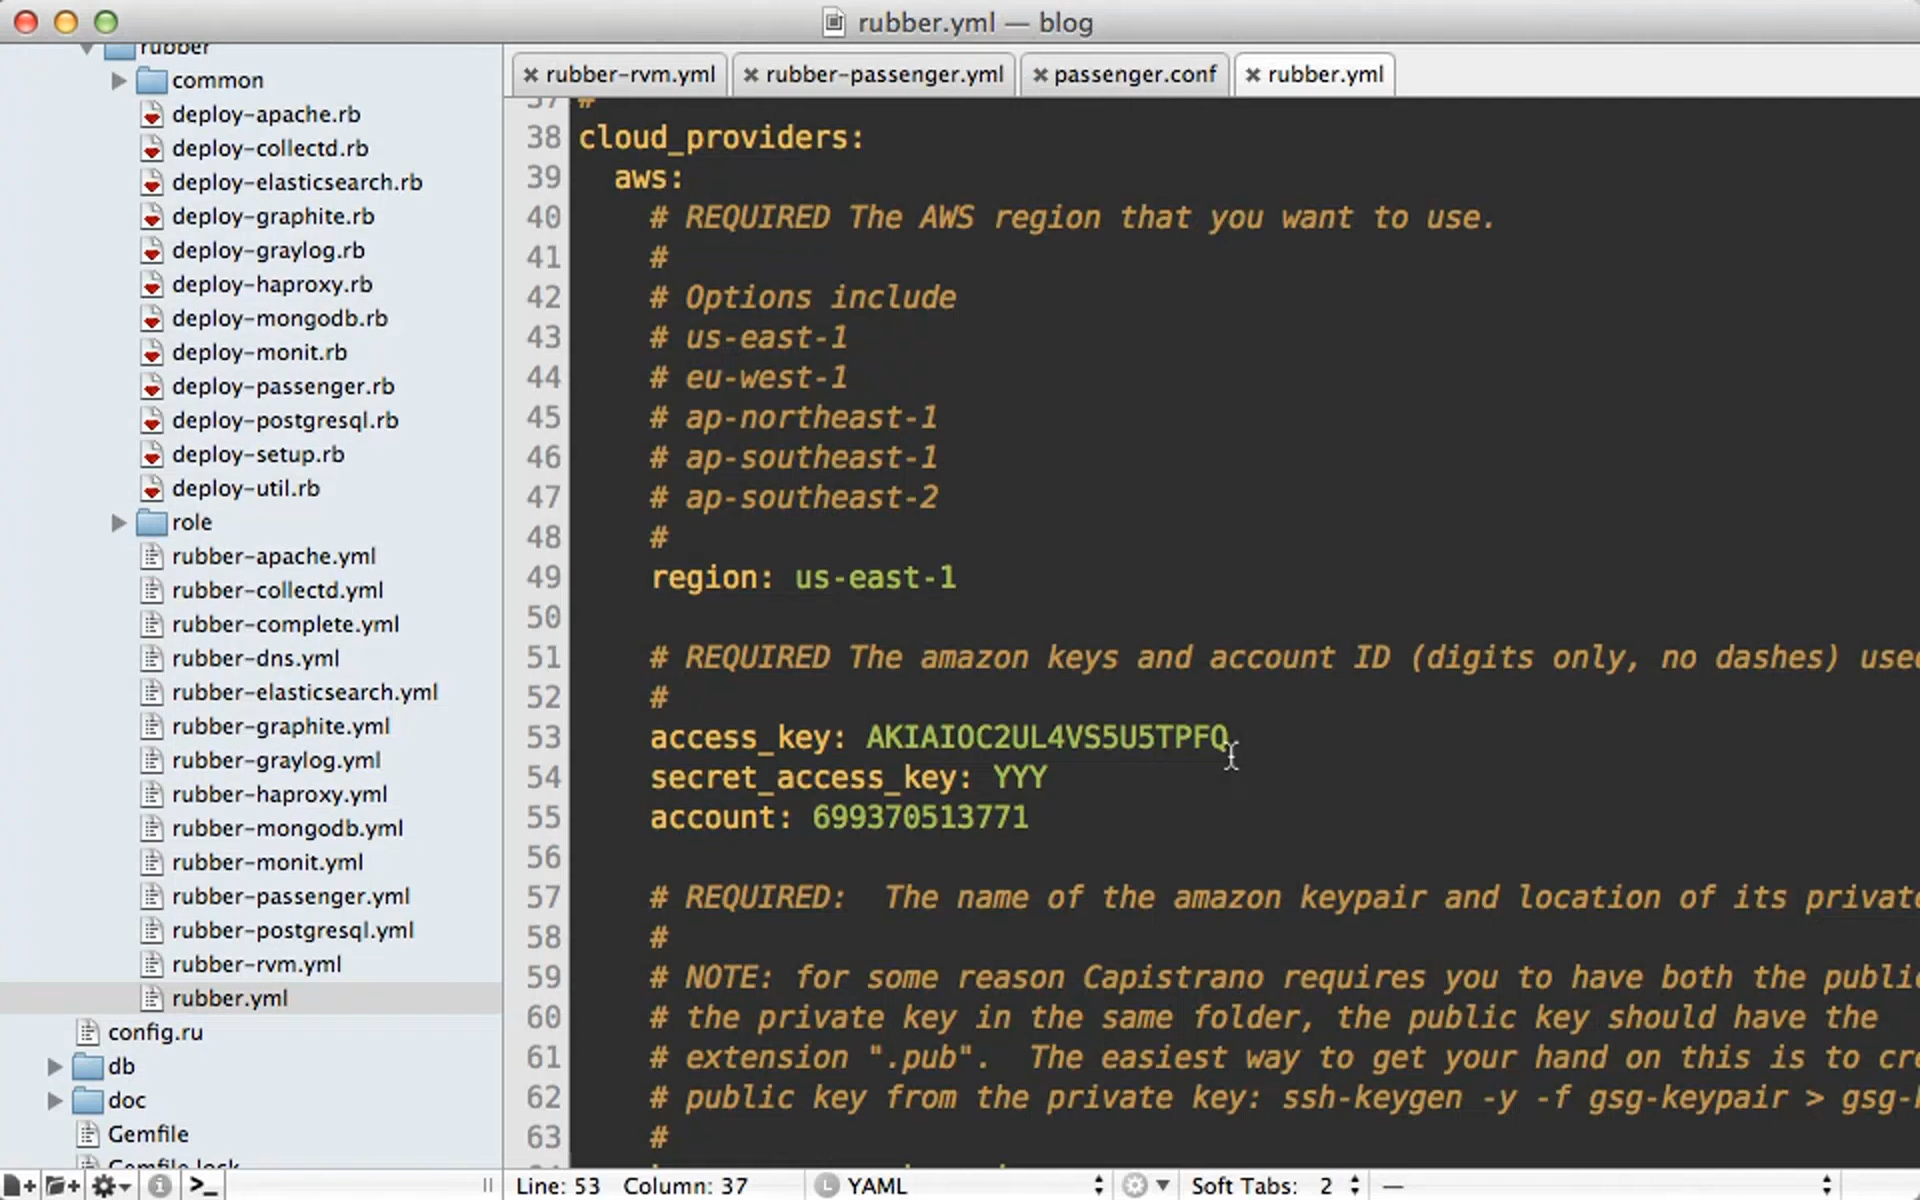 rubber.yml — blog
rubber
common
deploy-apache.rb
deploy-collectd.rb
deploy-elasticsearch.rb
deploy-graphite.rb
deploy-graylog.rb
deploy-haproxy.rb
deploy-mongodb.rb
deploy-monit.rb
deploy-passenger.rb
deploy-postgresql.rb
deploy-setup.rb
deploy-util.rb
role
rubber-apache.yml
rubber-collectd.yml
rubber-complete.yml
rubber-dns.yml
rubber-elasticsearch.yml
rubber-graphite.yml
rubber-graylog.yml
rubber-haproxy.yml
rubber-mongodb.yml
rubber-monit.yml
rubber-passenger.yml
rubber-postgresql.yml
rubber-rvm.yml
rubber.yml
config.ru
db
doc
Gemfile
Gemfile.lock
rubber-rvm.yml rubber-passenger.yml passenger.conf rubber.yml
37 #
38 cloud_providers:
39 aws:
40 # REQUIRED The AWS region that you want to use.
41 #
42 # Options include
43 # us-east-1
44 # eu-west-1
45 # ap-northeast-1
46 # ap-southeast-1
47 # ap-southeast-2
48 #
49 region: us-east-1
50
51 # REQUIRED The amazon keys and account ID (digits only, no dashes) used
52 #
53 access_key: AKIAIOC2UL4VS5U5TPFQ
54 secret_access_key: YYY
55 account: 699370513771
56
57 # REQUIRED: The name of the amazon keypair and location of its private
58 #
59 # NOTE: for some reason Capistrano requires you to have both the public
60 # the private key in the same folder, the public key should have the
61 # extension ".pub". The easiest way to get your hand on this is to cre
62 # public key from the private key: ssh-keygen -y -f gsg-keypair > gsg-k
63 #
Line: 53 Column: 37 YAML Soft Tabs: 2 —